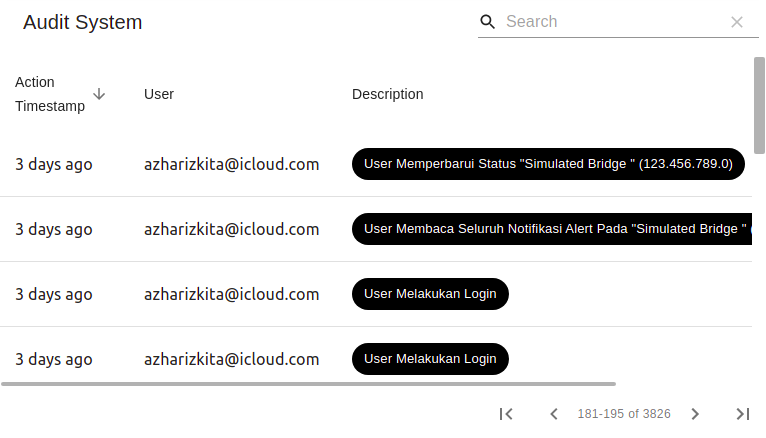 Audit System
Search
Action
Timestamp
User
Description
3 days ago
azharizkita@icloud.com
User Memperbarui Status "Simulated Bridge " (123.456.789.0)
3 days ago
azharizkita@icloud.com
User Membaca Seluruh Notifikasi Alert Pada "Simulated Bridge " (
3 days ago
azharizkita@icloud.com
User Melakukan Login
3 days ago
azharizkita@icloud.com
User Melakukan Login
181-195 of 3826